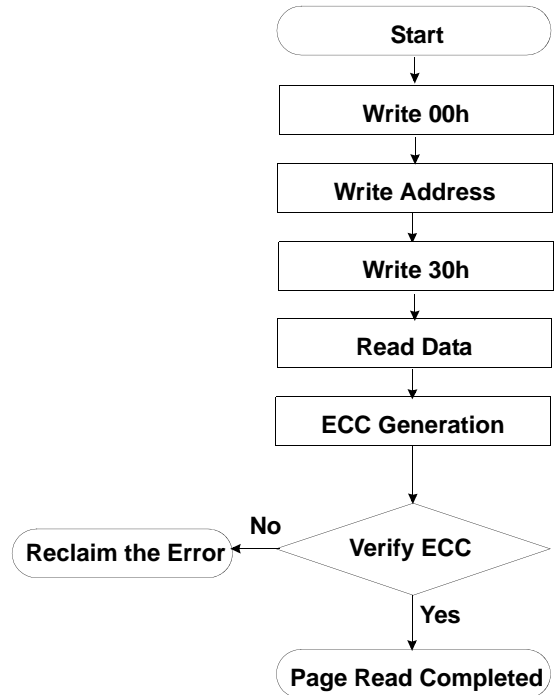 Start
Write 00h
Write Address
Write 30h
Read Data
ECC Generation
No
Reclaim the Error
Verify ECC
Yes
Page Read Completed